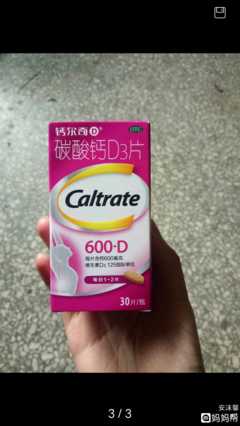 钙尔奇D®
OTC
碳酸钙D3片
Caltrate
600·D
每片含钙600毫克
维生素D3 125国际单位
每日1~2片
30片/瓶
3 / 3
安沫馨
妈妈帮